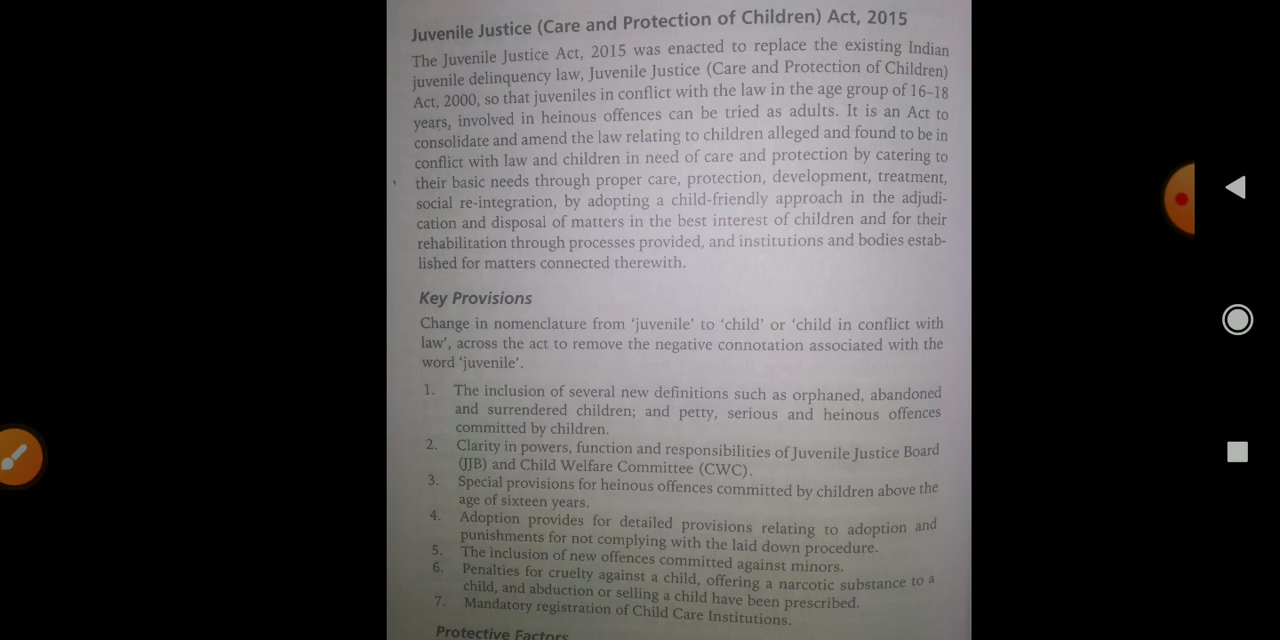 Juvenile Justice (Care and Protection of Children) Act, 2015
The Juvenile Justice Act, 2015 was enacted to replace the existing Indian
juvenile delinquency law, Juvenile Justice (Care and Protection of Children)
Act, 2000, so that juveniles in conflict with the law in the age group of 16–18
years, involved in heinous offences can be tried as adults. It is an Act to
consolidate and amend the law relating to children alleged and found to be in
conflict with law and children in need of care and protection by catering to
their basic needs through proper care, protection, development, treatment,
social re-integration, by adopting a child-friendly approach in the adjudi-
cation and disposal of matters in the best interest of children and for their
rehabilitation through processes provided, and institutions and bodies estab-
lished for matters connected therewith.
Key Provisions
Change in nomenclature from ‘juvenile’ to ‘child’ or ‘child in conflict with
law’, across the act to remove the negative connotation associated with the
word ‘juvenile’.
1. The inclusion of several new definitions such as orphaned, abandoned
and surrendered children; and petty, serious and heinous offences
committed by children.
2. Clarity in powers, function and responsibilities of Juvenile Justice Board
(JJB) and Child Welfare Committee (CWC).
3. Special provisions for heinous offences committed by children above the
age of sixteen years.
4. Adoption provides for detailed provisions relating to adoption and
punishments for not complying with the laid down procedure.
5. The inclusion of new offences committed against minors.
6. Penalties for cruelty against a child, offering a narcotic substance to a
child, and abduction or selling a child have been prescribed.
7. Mandatory registration of Child Care Institutions.
Protective Factors